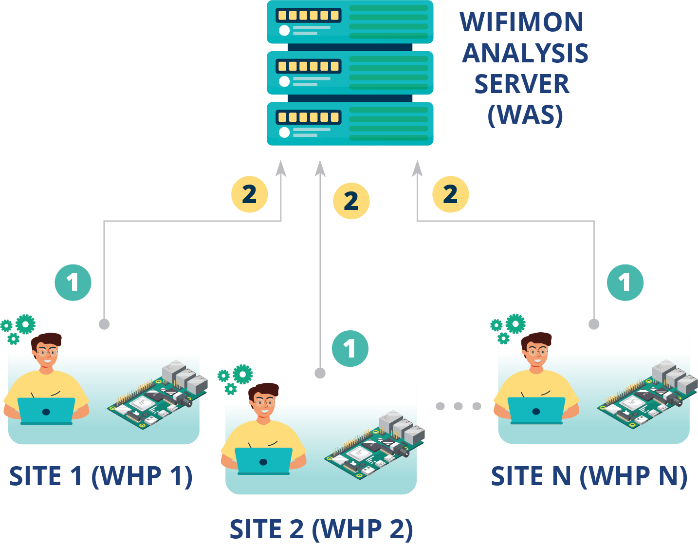 WIFIMON
ANALYSIS
SERVER
(WAS)
2
2
2
1
1
1
SITE 1 (WHP 1)
SITE N (WHP N)
SITE 2 (WHP 2)